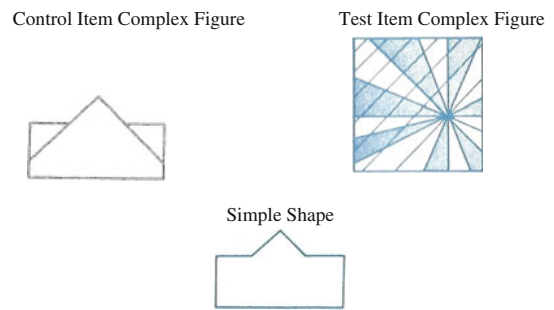 Control Item Complex Figure
Test Item Complex Figure
Simple Shape